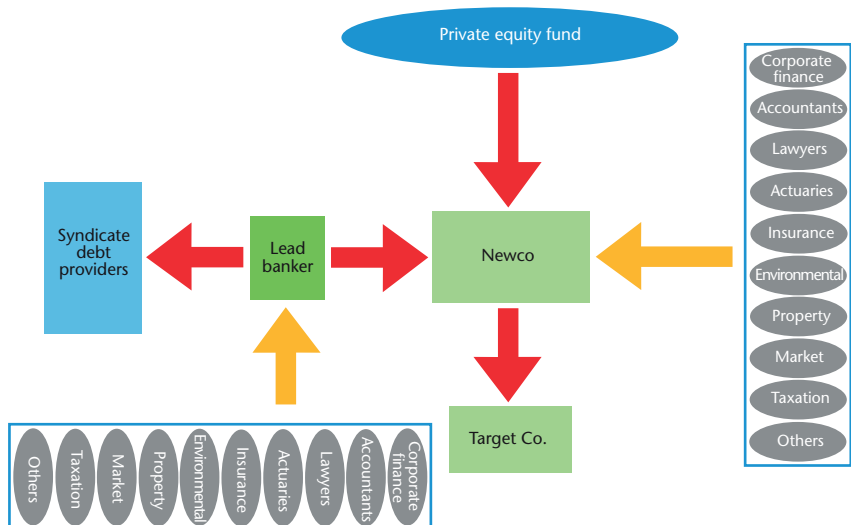 Private equity fund
Corporate
finance
Accountants
Lawyers
Actuaries
Insurance
Environmental
Property
Market
Taxation
Others
Syndicate
debt
providers
Lead
banker
Newco
Target Co.
Others
Taxation
Market
Property
Environmental
Insurance
Actuaries
Lawyers
Accountants
Corporate
finance